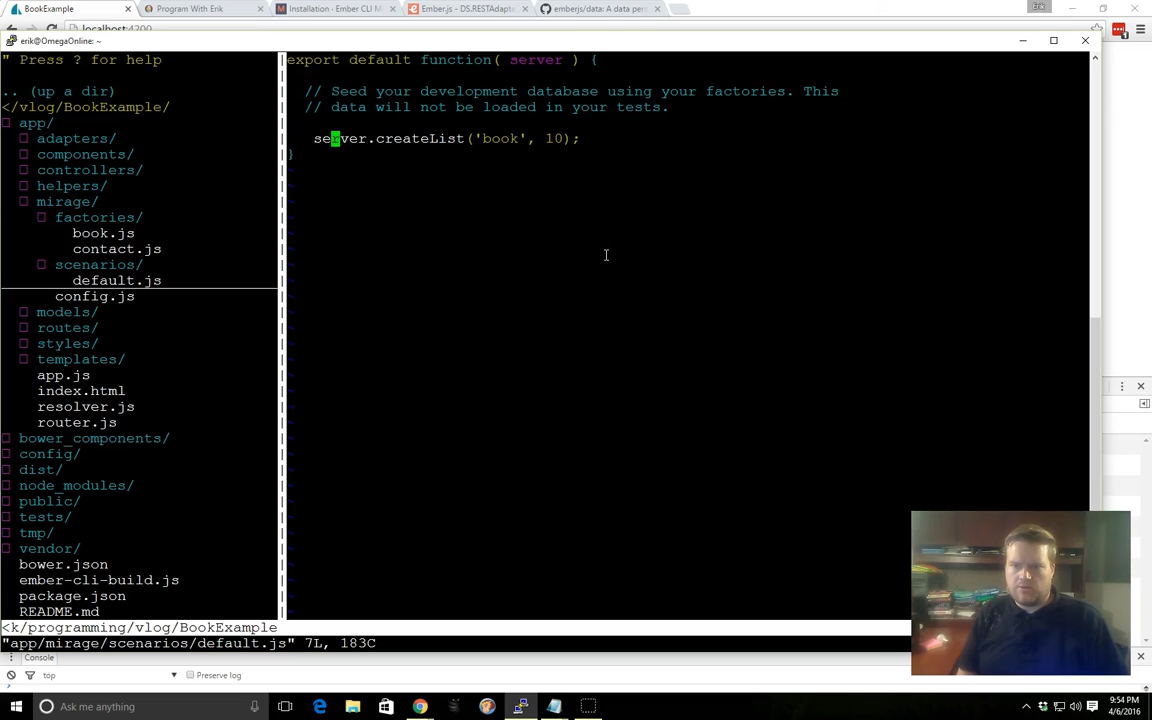 BookExample
Program With Erik
Installation · Ember CLI M
Ember.js - DS.RESTAdapte
emberjs/data: A data pers
Erik
localhost:4200
erik@OmegaOnline: ~
" Press ? for help
.. (up a dir)
</vlog/BookExample/
app/
adapters/
components/
controllers/
helpers/
mirage/
factories/
book.js
contact.js
scenarios/
default.js
config.js
models/
routes/
styles/
templates/
app.js
index.html
resolver.js
router.js
bower_components/
config/
dist/
node_modules/
public/
tests/
tmp/
vendor/
bower.json
ember-cli-build.js
package.json
README.md
export default function( server ) {
// Seed your development database using your factories. This
// data will not be loaded in your tests.
server.createList('book', 10);
}
<k/programming/vlog/BookExample
"app/mirage/scenarios/default.js" 7L, 183C
Console
top
Preserve log
Ask me anything
9:54 PM
4/6/2016